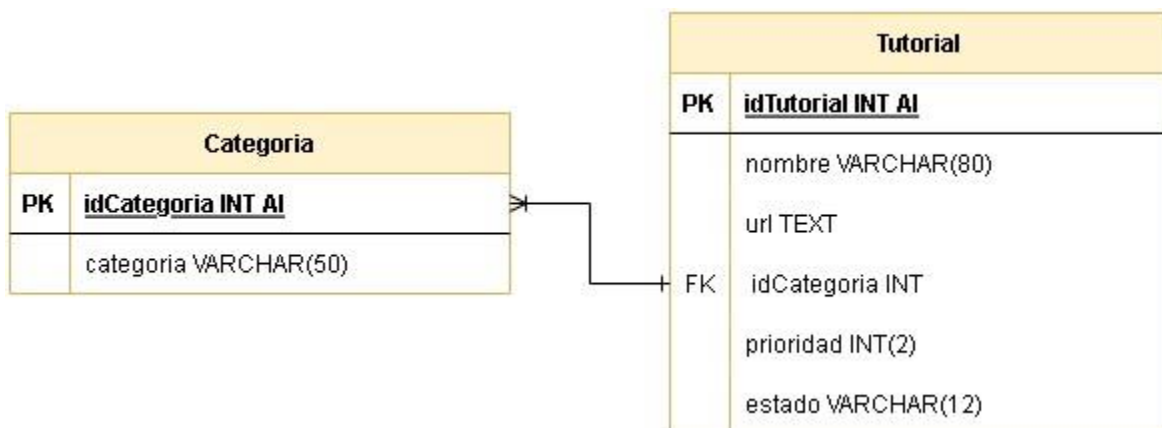 Categoria
PK idCategoria INT AI
categoria VARCHAR(50)
Tutorial
PK idTutorial INT AI
nombre VARCHAR(80)
url TEXT
FK idCategoria INT
prioridad INT(2)
estado VARCHAR(12)